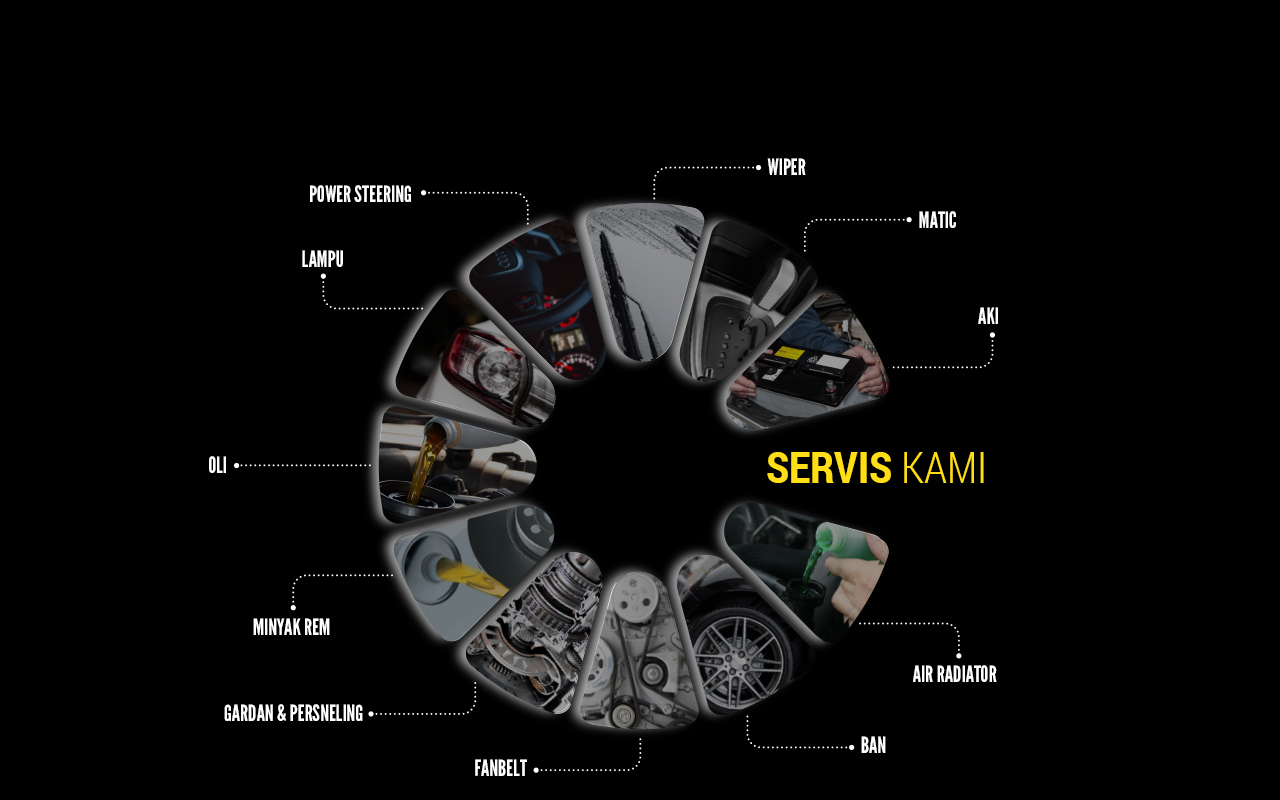 WIPER
POWER STEERING
MATIC
LAMPU
AKI
OLI
SERVIS KAMI
MINYAK REM
AIR RADIATOR
GARDAN & PERSNELING
BAN
FANBELT